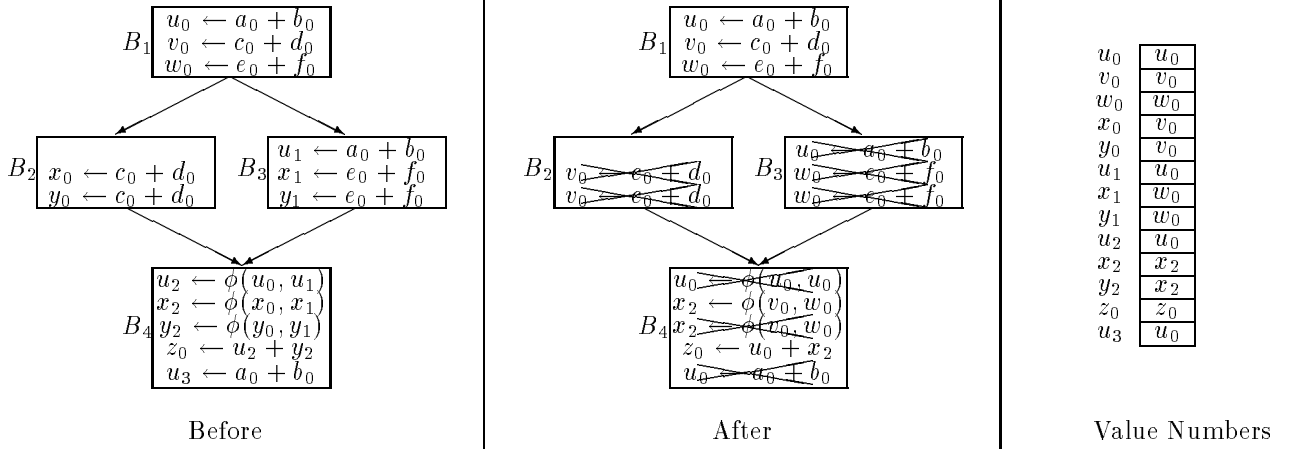 B₁
u₀ ← a₀ + b₀
v₀ ← c₀ + d₀
w₀ ← e₀ + f₀
B₂
x₀ ← c₀ + d₀
y₀ ← c₀ + d₀
B₃
u₁ ← a₀ + b₀
x₁ ← e₀ + f₀
y₁ ← e₀ + f₀
B₄
u₂ ← ϕ(u₀, u₁)
x₂ ← ϕ(x₀, x₁)
y₂ ← ϕ(y₀, y₁)
z₀ ← u₂ + y₂
u₃ ← a₀ + b₀
Before
B₁
u₀ ← a₀ + b₀
v₀ ← c₀ + d₀
w₀ ← e₀ + f₀
B₂
v₀ ← c₀ + d₀
v₀ ← c₀ + d₀
B₃
u₀ ← a₀ + b₀
w₀ ← e₀ + f₀
w₀ ← e₀ + f₀
B₄
u₀ ← ϕ(u₀, u₀)
x₂ ← ϕ(v₀, w₀)
x₂ ← ϕ(v₀, w₀)
z₀ ← u₀ + x₂
u₀ ← a₀ + b₀
After
u₀ u₀
v₀ v₀
w₀ w₀
x₀ v₀
y₀ v₀
u₁ u₀
x₁ w₀
y₁ w₀
u₂ u₀
x₂ x₂
y₂ x₂
z₀ z₀
u₃ u₀
Value Numbers